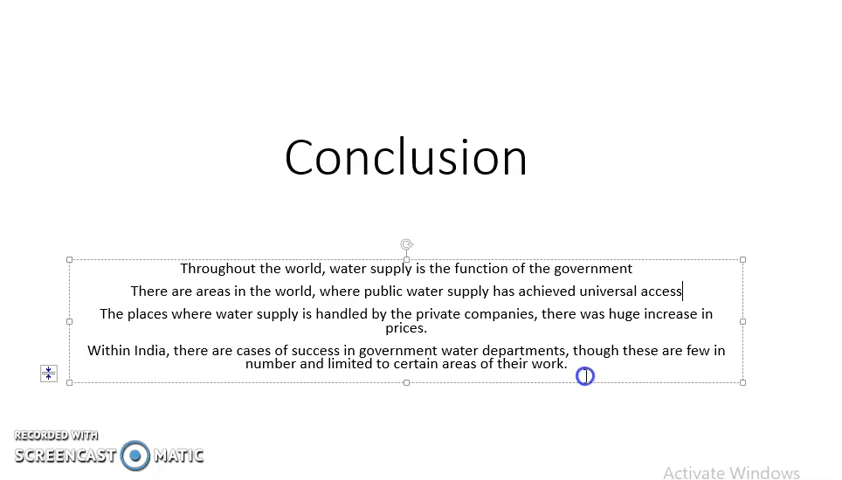 Conclusion
Throughout the world, water supply is the function of the government
There are areas in the world, where public water supply has achieved universal access
The places where water supply is handled by the private companies, there was huge increase in
prices.
Within India, there are cases of success in government water departments, though these are few in
number and limited to certain areas of their work.
RECORDED WITH
SCREENCAST MATIC
Activate Windows